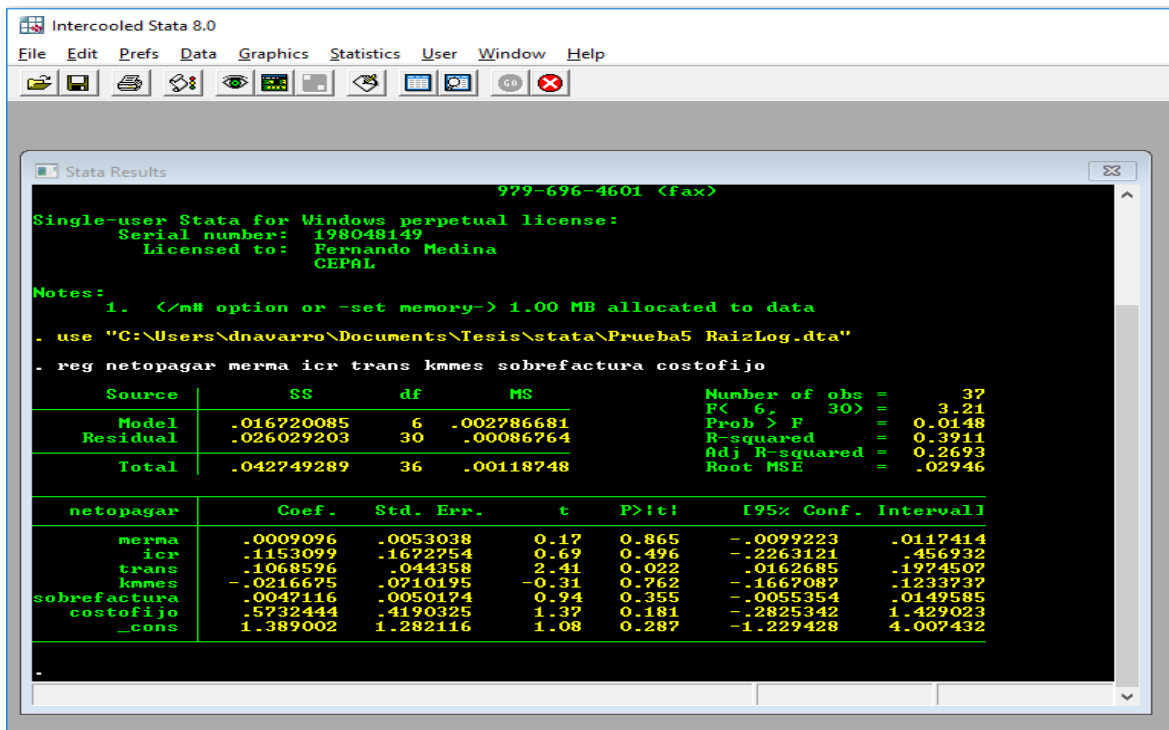 Intercooled Stata 8.0
File Edit Prefs Data Graphics Statistics User Window Help
GO
Stata Results
979-696-4601 (fax)
Single-user Stata for Windows perpetual license:
Serial number: 198048149
Licensed to: Fernando Medina
CEPAL
Notes:
1. (/m# option or -set memory-) 1.00 MB allocated to data
. use "C:\Users\dnavarro\Documents\Tesis\stata\Prueba5 RaizLog.dta"
. reg netopagar merma icr trans kmmes sobrefactura costofijo
Source | SS df MS Number of obs = 37
F( 6, 30) = 3.21
Model | .016720085 6 .002786681 Prob > F = 0.0148
Residual | .026029203 30 .00086764 R-squared = 0.3911
Adj R-squared = 0.2693
Total | .042749289 36 .00118748 Root MSE = .02946
netopagar | Coef. Std. Err. t P>|t| [95% Conf. Interval]
merma | .0009096 .0053038 0.17 0.865 -.0099223 .0117414
icr | .1153099 .1672754 0.69 0.496 -.2263121 .456932
trans | .1068596 .044358 2.41 0.022 .0162685 .1974507
kmmes | -.0216675 .0710195 -0.31 0.762 -.1667087 .1233737
sobrefactura | .0047116 .0050174 0.94 0.355 -.0055354 .0149585
costofijo | .5732444 .4190325 1.37 0.181 -.2825342 1.429023
_cons | 1.389002 1.282116 1.08 0.287 -1.229428 4.007432
.